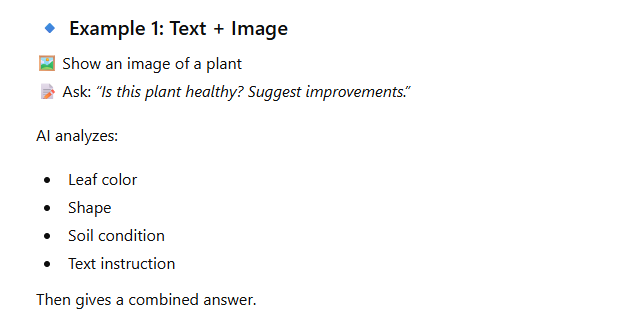 🔹 Example 1: Text + Image
🖼️ Show an image of a plant
📝 Ask: “Is this plant healthy? Suggest improvements.”
AI analyzes:
• Leaf color
• Shape
• Soil condition
• Text instruction
Then gives a combined answer.